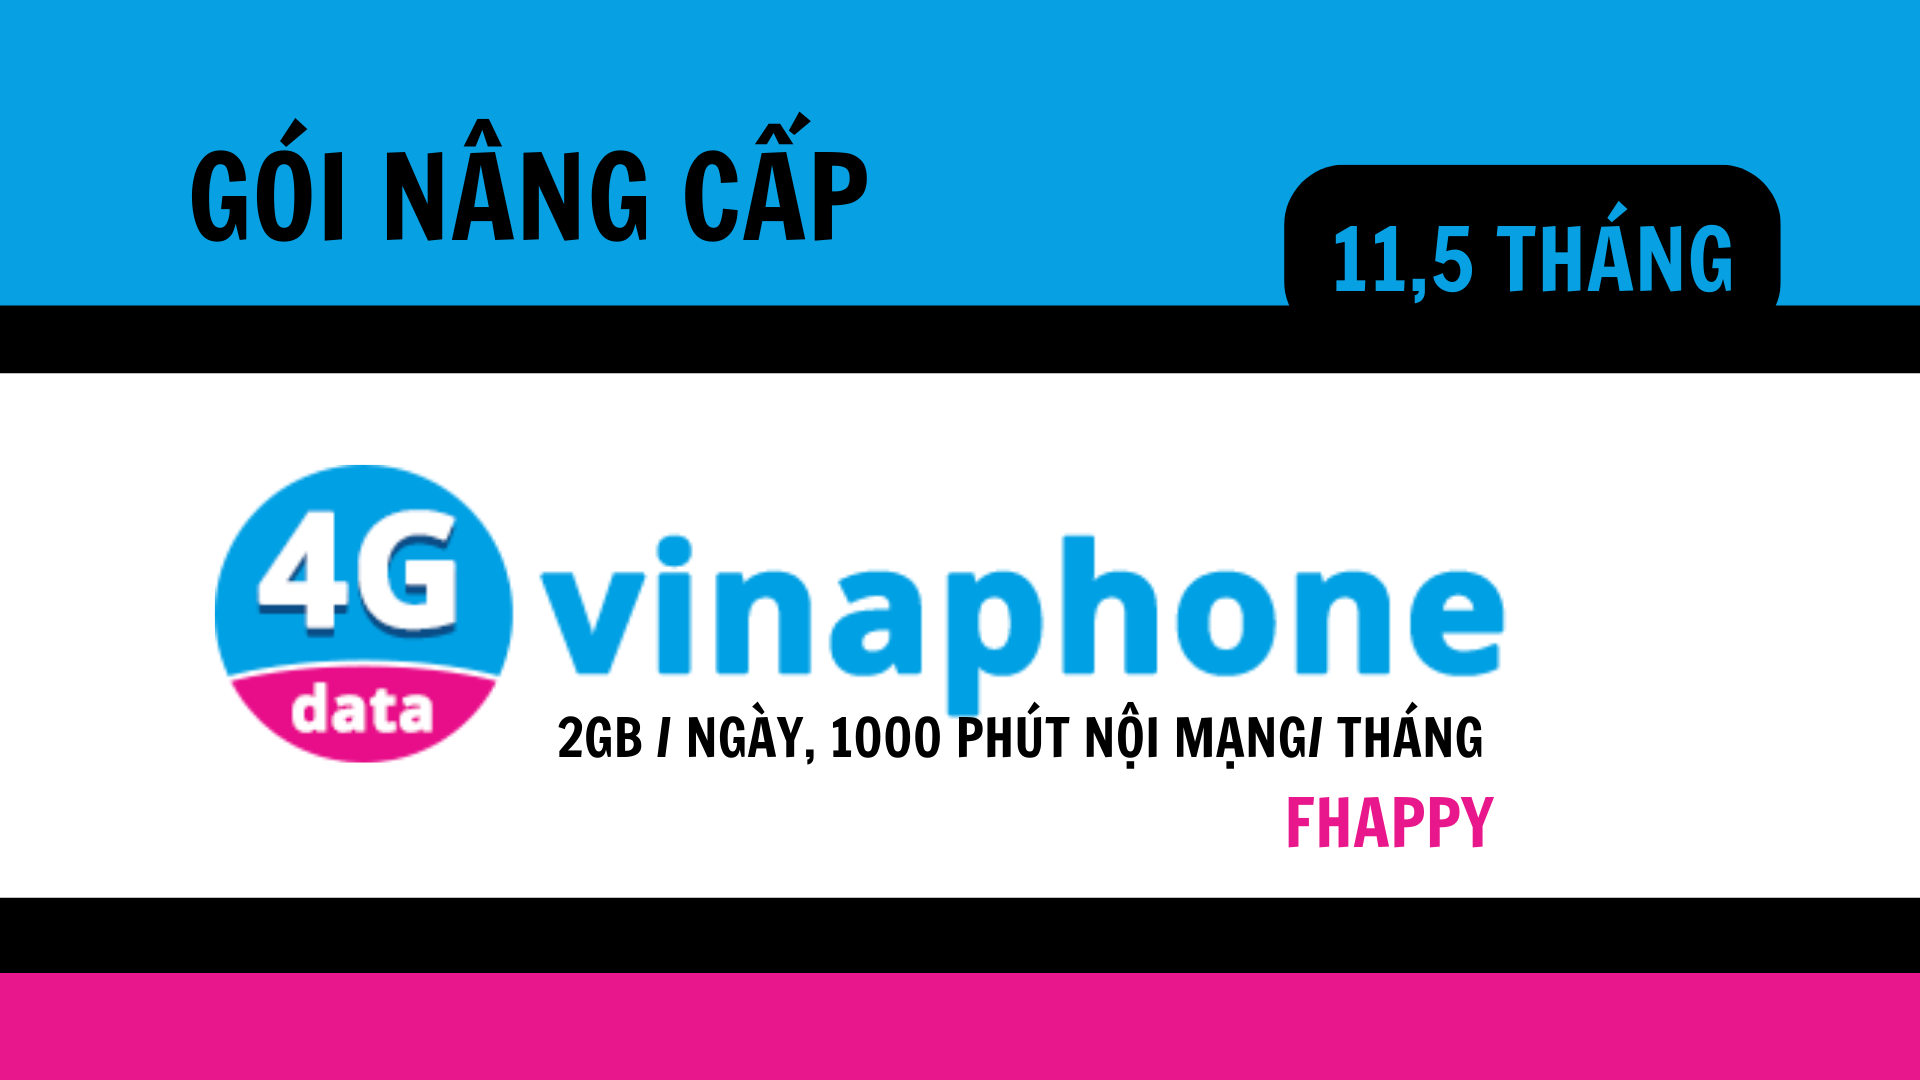 GÓI NÂNG CẤP
11,5 THÁNG
4G
data
vinaphone
2GB / NGÀY, 1000 PHÚT NỘI MẠNG/ THÁNG
FHAPPY